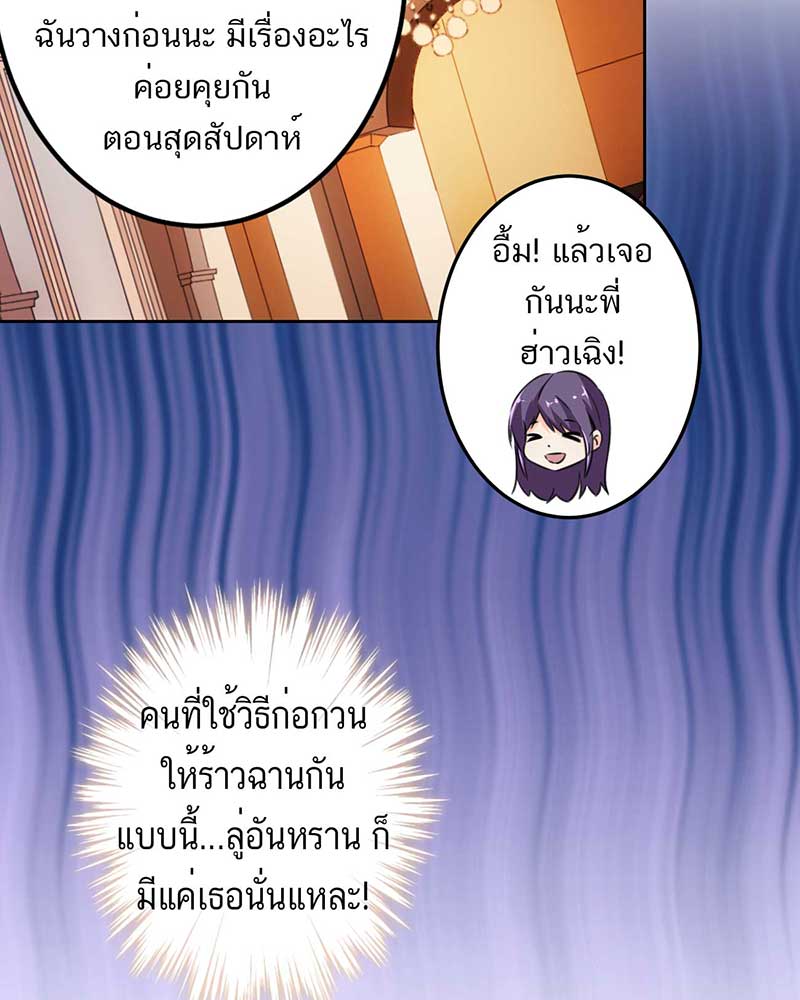 ฉันวางก่อนนะ มีเรื่องอะไร
ค่อยคุยกัน
ตอนสุดสัปดาห์
อื้ม! แล้วเจอ
กันนะพี่
ฮ่าวเฉิง!
คนที่ใช้วิธีก่อกวน
ให้ร้าวฉานกัน
แบบนี้...ลู่อันหราน ก็
มีแค่เธอนั่นแหละ!